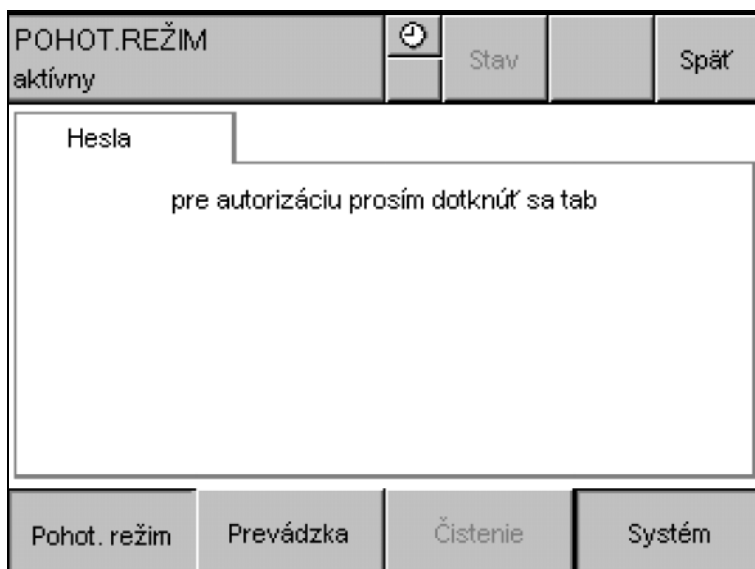 POHOT.REŽIM
aktívny
Stav
Späť
Hesla
pre autorizáciu prosím dotknúť sa tab
Pohot. režim
Prevádzka
Čistenie
Systém